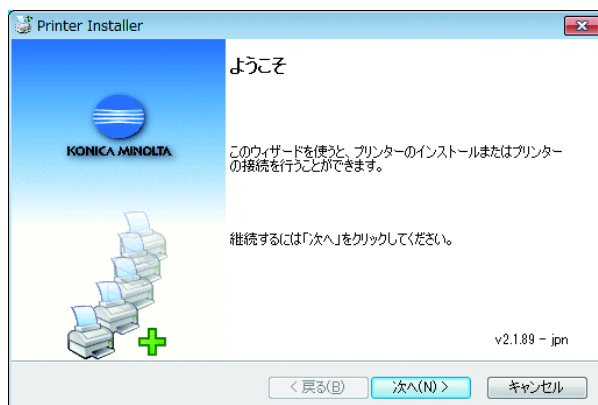 Printer Installer
ようこそ
KONICA MINOLTA
このウィザードを使うと、プリンターのインストールまたはプリンター
の接続を行うことができます。
継続するには「次へ」をクリックしてください。
v2.1.89 - jpn
< 戻る(B)
次へ(N) >
キャンセル